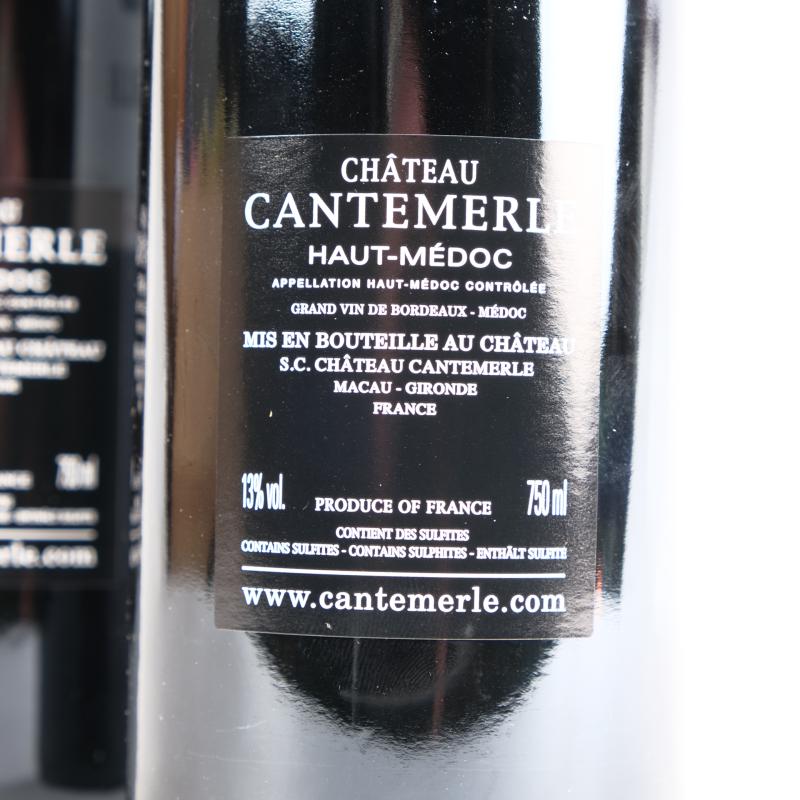 CHÂTEAU
CANTEMERLE
HAUT-MÉDOC
APPELLATION HAUT-MÉDOC CONTRÔLÉE
GRAND VIN DE BORDEAUX - MÉDOC
MIS EN BOUTEILLE AU CHÂTEAU
S.C. CHÂTEAU CANTEMERLE
MACAU - GIRONDE
FRANCE
13% vol. PRODUCE OF FRANCE 750 ml
CONTIENT DES SULFITES
CONTAINS SULFITES - CONTAINS SULPHITES - ENTHÄLT SULFITE
www.cantemerle.com